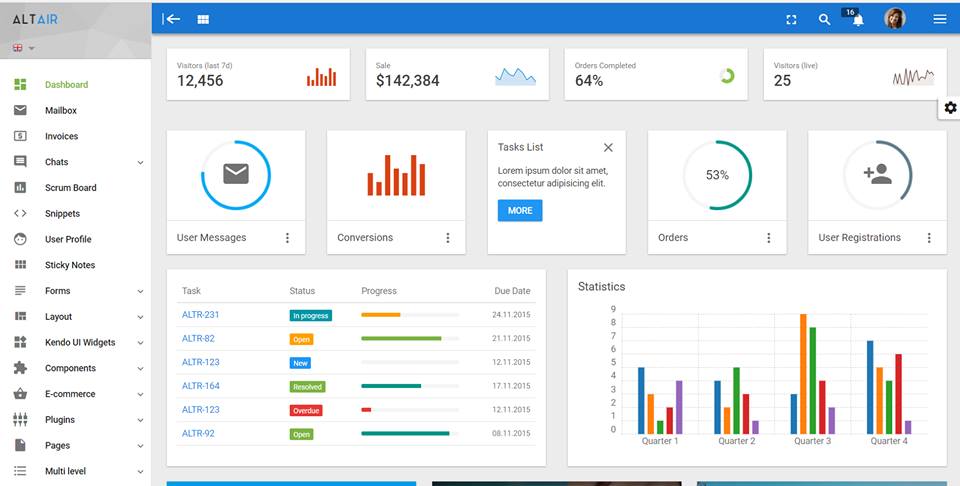 ALTAIR
16
Dashboard
Mailbox
Invoices
Chats
Scrum Board
Snippets
User Profile
Sticky Notes
Forms
Layout
Kendo UI Widgets
Components
E-commerce
Plugins
Pages
Multi level
Visitors (last 7d)
12,456
Sale
$142,384
Orders Completed
64%
Visitors (live)
25
User Messages
Conversions
Tasks List
Lorem ipsum dolor sit amet,
consectetur adipisicing elit.
MORE
53%
Orders
User Registrations
Task Status Progress Due Date
ALTR-231 In progress 24.11.2015
ALTR-82 Open 21.11.2015
ALTR-123 New 12.11.2015
ALTR-164 Resolved 17.11.2015
ALTR-123 Overdue 12.11.2015
ALTR-92 Open 08.11.2015
Statistics
9
8
7
6
5
4
3
2
1
0
Quarter 1 Quarter 2 Quarter 3 Quarter 4